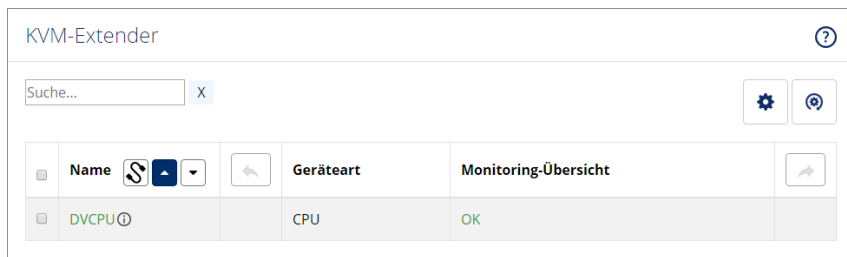 KVM-Extender
Suche...
X
Name Geräteart Monitoring-Übersicht
DVCPU CPU OK